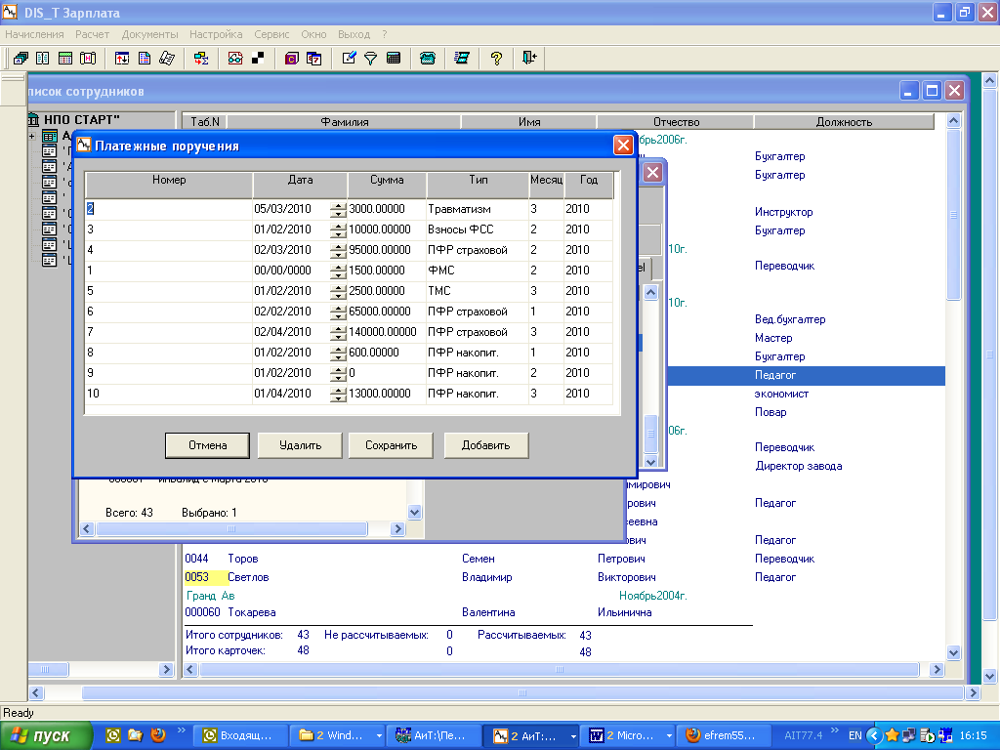 DIS_T Зарплата
Начисления Расчет Документы Настройка Сервис Окно Выход ?
писок сотрудников
НПО СТАРТ"
Таб.N Фамилия Имя Отчество Должность
брь2006г.
Бухгалтер
Бухгалтер
Инструктор
Бухгалтер
10г.
Переводчик
10г.
Вед.бухгалтер
Мастер
Бухгалтер
Педагог
экономист
Повар
06г.
Переводчик
Директор завода
Платежные поручения
Номер Дата Сумма Тип Месяц Год
2 05/03/2010 3000.00000 Травматизм 3 2010
3 01/02/2010 10000.00000 Взносы ФСС 2 2010
4 02/03/2010 95000.00000 ПФР страховой 2 2010
1 00/00/0000 1500.00000 ФМС 2 2010
5 01/02/2010 2500.00000 ТМС 3 2010
6 02/02/2010 65000.00000 ПФР страховой 1 2010
7 02/04/2010 140000.00000 ПФР страховой 3 2010
8 01/02/2010 600.00000 ПФР накопит. 1 2010
9 01/02/2010 0 ПФР накопит. 2 2010
10 01/04/2010 13000.00000 ПФР накопит. 3 2010
Отмена Удалить Сохранить Добавить
Всего: 43 Выбрано: 1
имирович
рович Педагог
сеевна
ович Педагог
0044 Торов Семен Петрович Переводчик
0053 Светлов Владимир Викторович Педагог
Гранд Ав Ноябрь2004г.
000060 Токарева Валентина Ильинична
Итого сотрудников: 43 Не рассчитываемых: 0 Рассчитываемых: 43
Итого карточек: 48 0 48
Ready
пуск Входящ... 2 Wind... АиТ:\Пе... 2 АиТ:... 2 Micro... efrem55... AIT77.4 EN 16:15